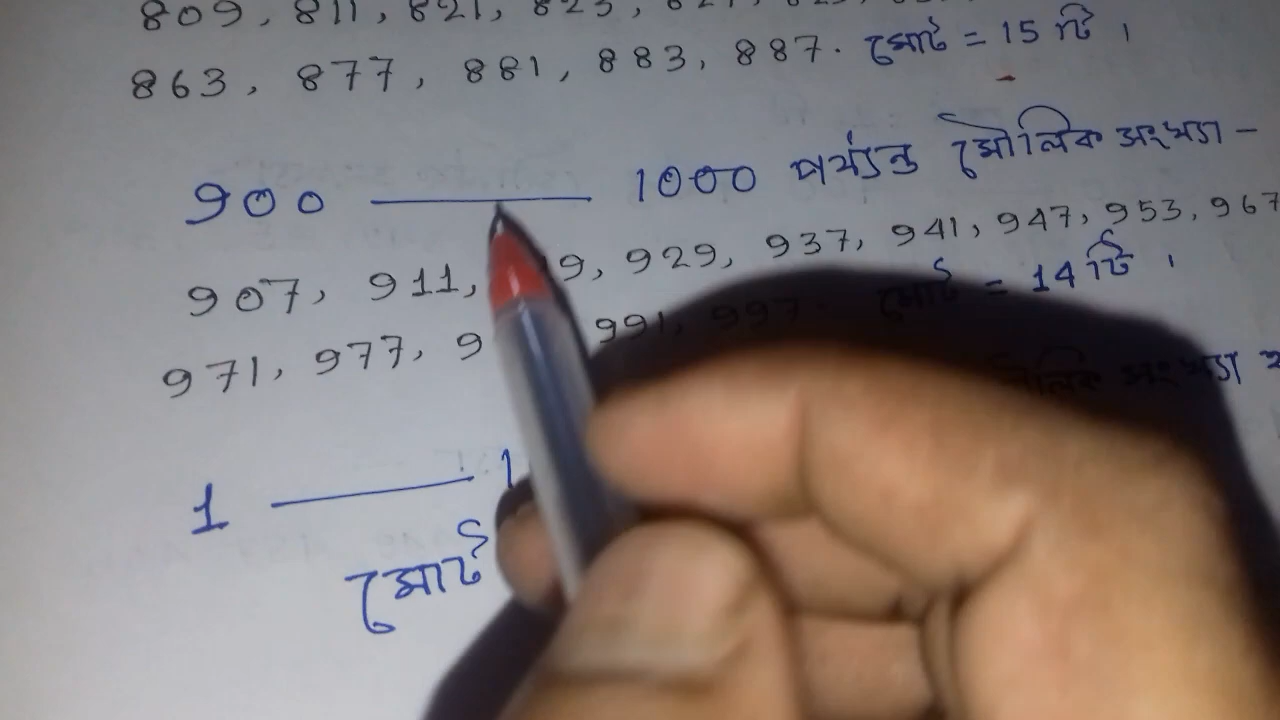 809, 811, 821, 823,
863, 877, 881, 883, 887. মোট = 15 টি ।
900 — 1000 পর্যন্ত মৌলিক সংখ্যা -
907, 911, 929, 937, 941, 947, 953, 967
971, 977, 991, 997. মোট = 14 টি ।
মৌলিক সংখ্যা
1 —
মোট